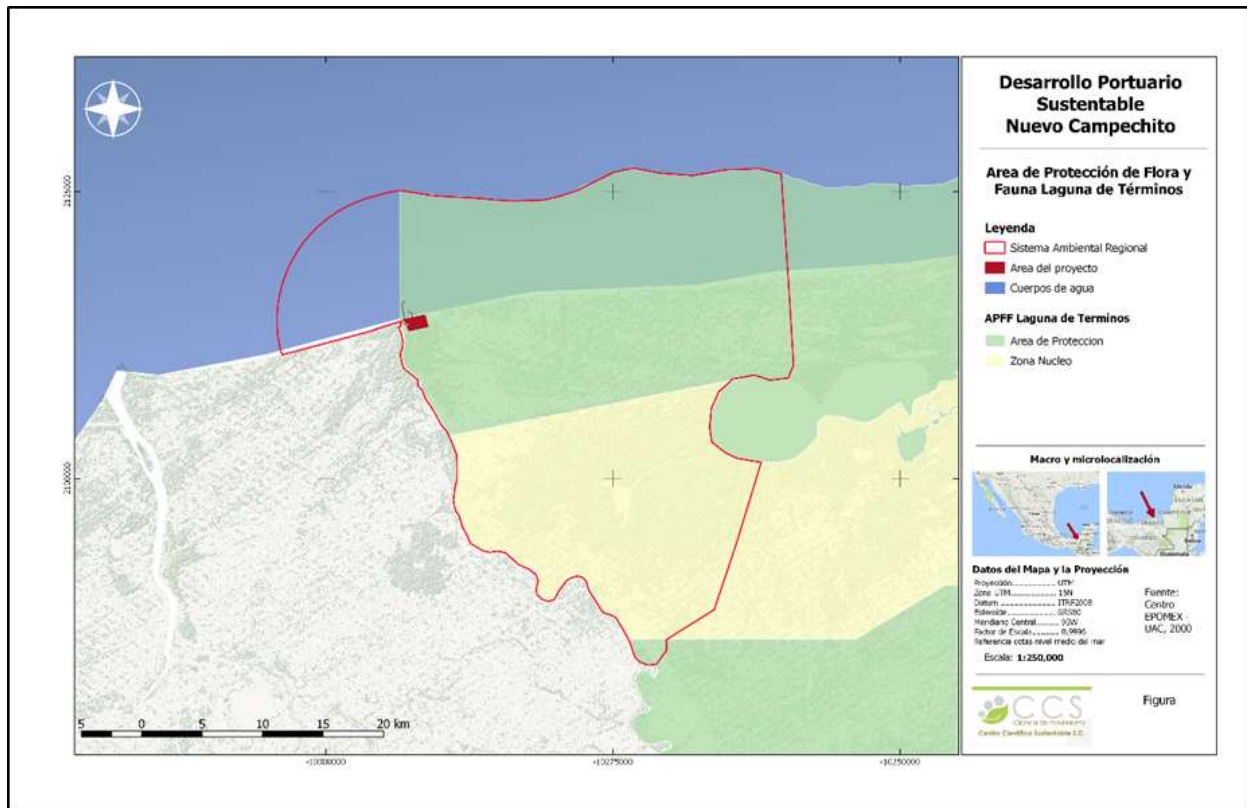 Desarrollo Portuario
Sustentable
Nuevo Campechito
Area de Protección de Flora y
Fauna Laguna de Términos
Leyenda
Sistema Ambiental Regional
Area del proyecto
Cuerpos de agua
APFF Laguna de Terminos
Area de Proteccion
Zona Nucleo
Macro y microlocalización
Datos del Mapa y la Proyección
Proyección............ UTM
Zona UTM............ 15N
Datum ............ ITRF2008
Elipsoide ............ GRS80
Meridiano Central ........ 93W
Factor de Escala....... 0.9996
Referencia cotas nivel medio del mar
Escala: 1:250,000
Fuente:
Centro
EPOMEX -
UAC, 2000
CCS
Centro Científico Sustentable S.C.
Figura
2125000
2100000
5 0 5 10 15 20 km
-10300000
-10275000
-10250000